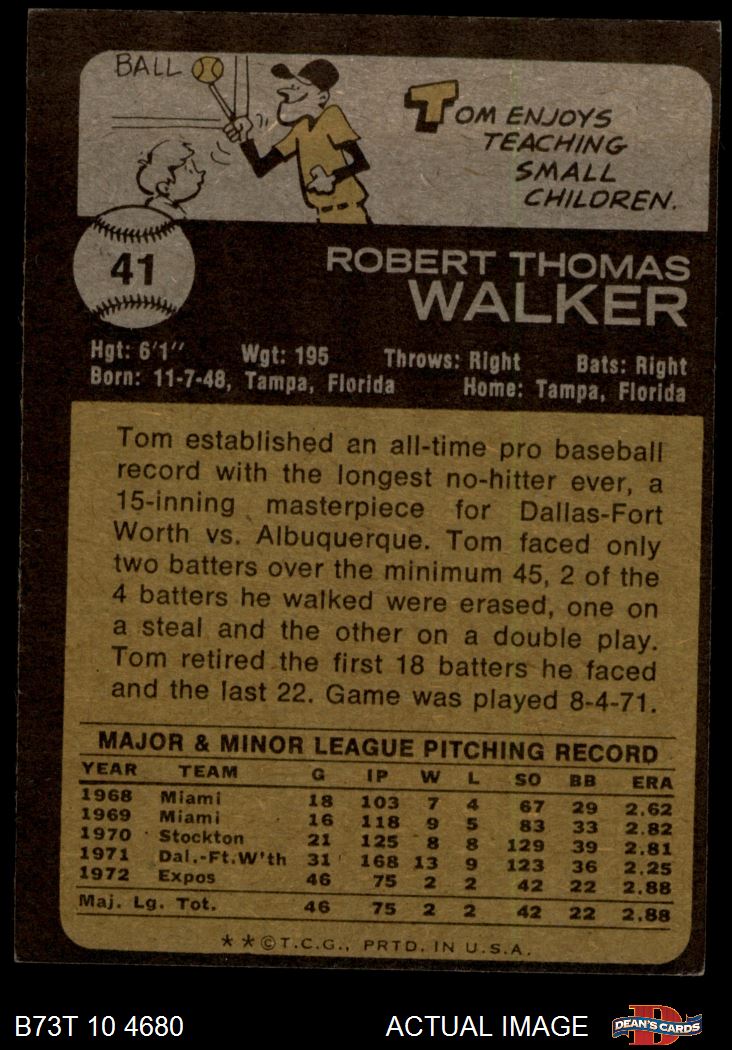 BALL
TOM ENJOYS
TEACHING
SMALL
CHILDREN.
41
ROBERT THOMAS
WALKER
Hgt: 6'1" Wgt: 195 Throws: Right Bats: Right
Born: 11-7-48, Tampa, Florida Home: Tampa, Florida
Tom established an all-time pro baseball
record with the longest no-hitter ever, a
15-inning masterpiece for Dallas-Fort
Worth vs. Albuquerque. Tom faced only
two batters over the minimum 45, 2 of the
4 batters he walked were erased, one on
a steal and the other on a double play.
Tom retired the first 18 batters he faced
and the last 22. Game was played 8-4-71.
MAJOR & MINOR LEAGUE PITCHING RECORD
YEAR TEAM G IP W L SO BB ERA
1968 Miami 18 103 7 4 67 29 2.62
1969 Miami 16 118 9 5 83 33 2.82
1970 Stockton 21 125 8 8 129 39 2.81
1971 Dal.-Ft.W'th 31 168 13 9 123 36 2.25
1972 Expos 46 75 2 2 42 22 2.88
Maj. Lg. Tot. 46 75 2 2 42 22 2.88
* * © T.C.G., PRTD. IN U.S.A.
B73T 10 4680 ACTUAL IMAGE DEAN'S CARDS